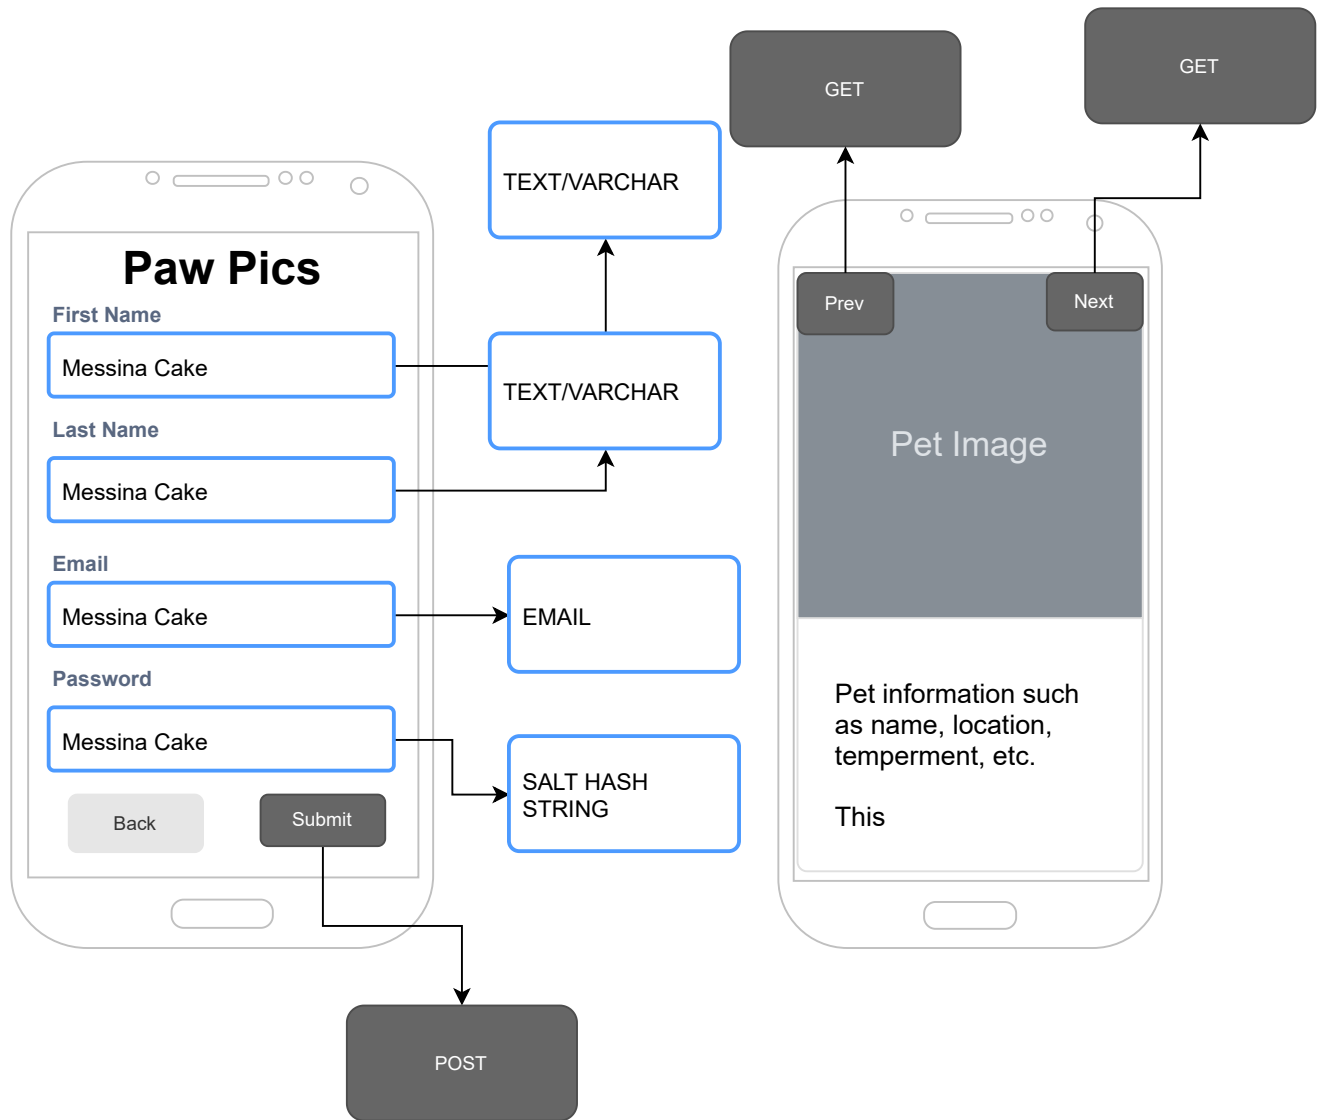 Paw Pics
First Name
Messina Cake
Last Name
Messina Cake
Email
Messina Cake
Password
Messina Cake
Back
Submit
POST
TEXT/VARCHAR
TEXT/VARCHAR
EMAIL
SALT HASH
STRING
GET
GET
Prev
Next
Pet Image
Pet information such
as name, location,
temperment, etc.
This